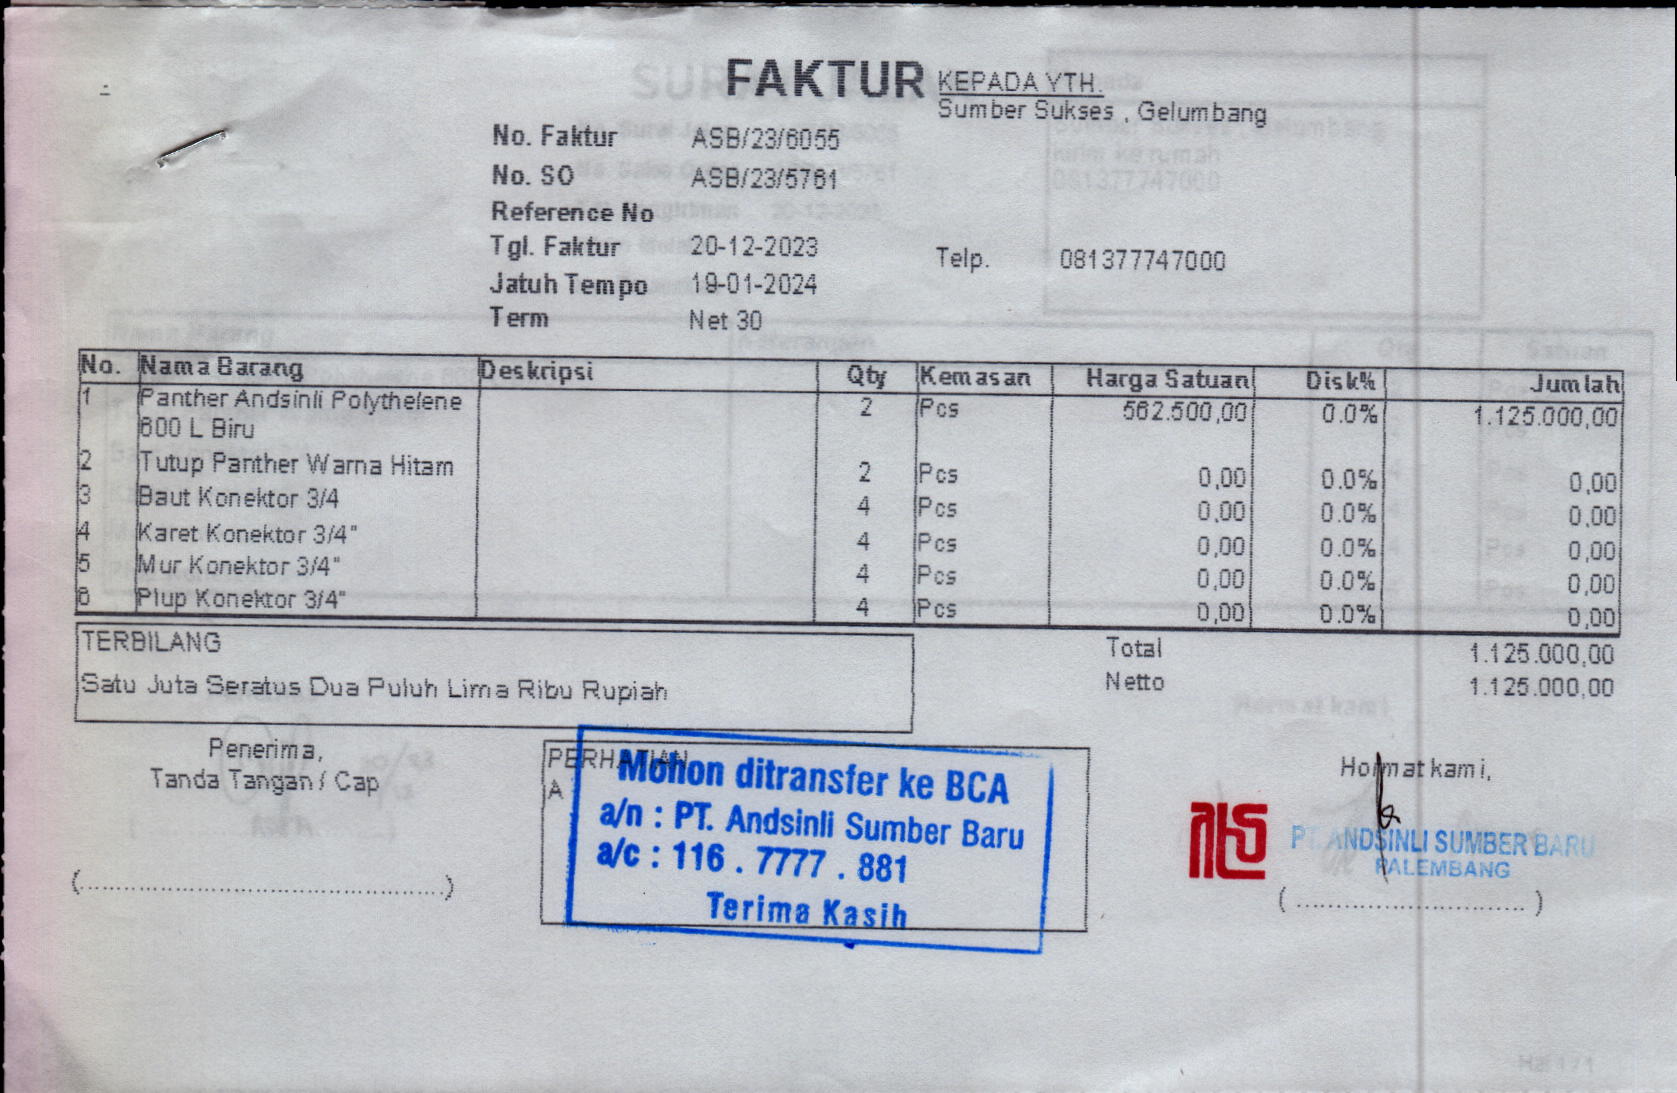 FAKTUR
KEPADA YTH.
Sumber Sukses , Gelumbang
No. Faktur ASB/23/6055
No. SO ASB/23/5761
Reference No
Tgl. Faktur 20-12-2023
Telp. 081377747000
Jatuh Tempo 19-01-2024
Term Net 30
No. Nama Barang Deskripsi Qty Kemasan Harga Satuan Disk% Jumlah
1 Panther Andsinli Polythelene 2 Pcs 562.500,00 0.0% 1.125.000,00
600 L Biru
2 Tutup Panther Warna Hitam 2 Pcs 0,00 0.0% 0,00
3 Baut Konektor 3/4 4 Pcs 0,00 0.0% 0,00
4 Karet Konektor 3/4" 4 Pcs 0,00 0.0% 0,00
5 Mur Konektor 3/4" 4 Pcs 0,00 0.0% 0,00
6 Plup Konektor 3/4" 4 Pcs 0,00 0.0% 0,00
TERBILANG
Satu Juta Seratus Dua Puluh Lima Ribu Rupiah
Total 1.125.000,00
Netto 1.125.000,00
Penerima,
Tanda Tangan / Cap
(..............................................)
PERHATIAN
A
Mohon ditransfer ke BCA
a/n : PT. Andsinli Sumber Baru
a/c : 116 . 7777 . 881
Terima Kasih
Hormat kami,
PT. ANDSINLI SUMBER BARU
PALEMBANG
( ............................. )